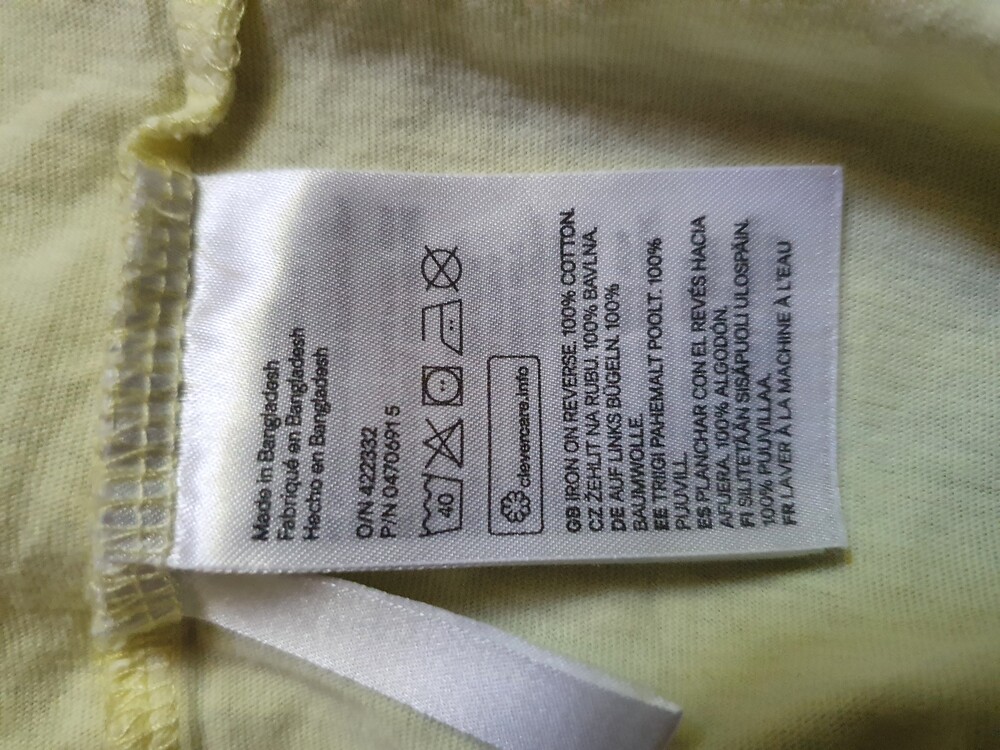 Made in Bangladesh
Fabriqué en Bangladesh
Hecho en Bangladesh
O/N 422332
P/N 0470691 5
40
clevercare.info
GB IRON ON REVERSE. 100% COTTON.
CZ ŽEHLIT NA RUBU. 100% BAVLNA.
DE AUF LINKS BÜGELN. 100%
BAUMWOLLE.
EE TRIIGI PAHEMALT POOLT. 100%
PUUVILL.
ES PLANCHAR CON EL REVÉS HACIA
AFUERA. 100% ALGODÓN.
FI SILITETÄÄN SISÄPUOLI ULOSPÄIN.
100% PUUVILLAA.
FR LAVER À LA MACHINE À L'EAU